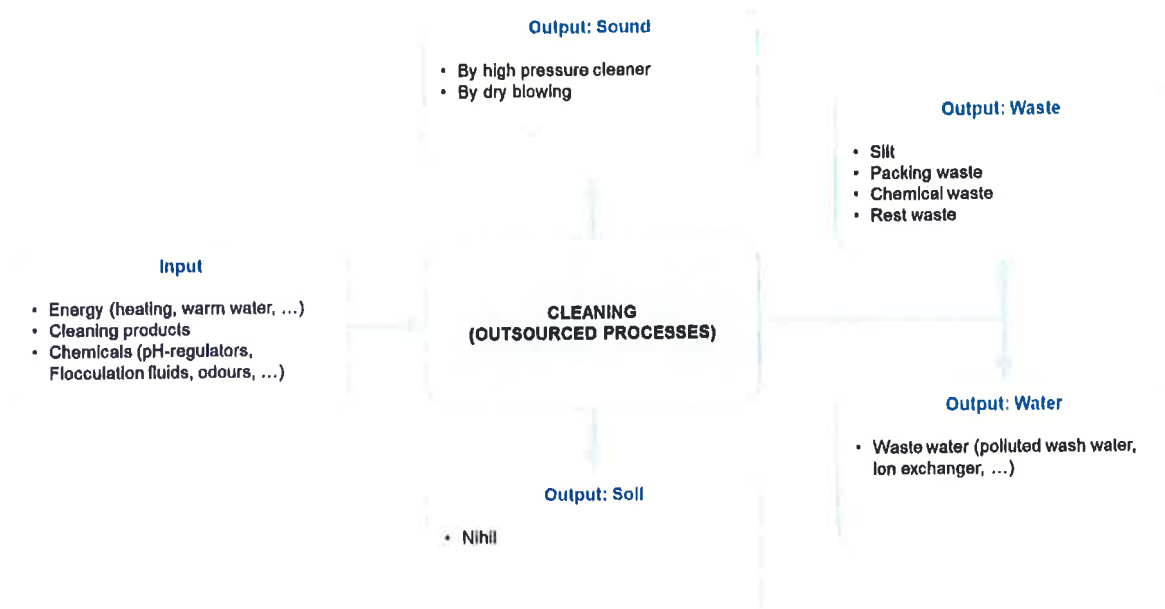 Output: Sound
• By high pressure cleaner
• By dry blowing
Output: Waste
• Slit
• Packing waste
• Chemical waste
• Rest waste
Input
• Energy (heating, warm water, …)
• Cleaning products
• Chemicals (pH-regulators,
Flocculation fluids, odours, …)
CLEANING
(OUTSOURCED PROCESSES)
Output: Water
• Waste water (polluted wash water,
Ion exchanger, …)
Output: Soil
• Nihil